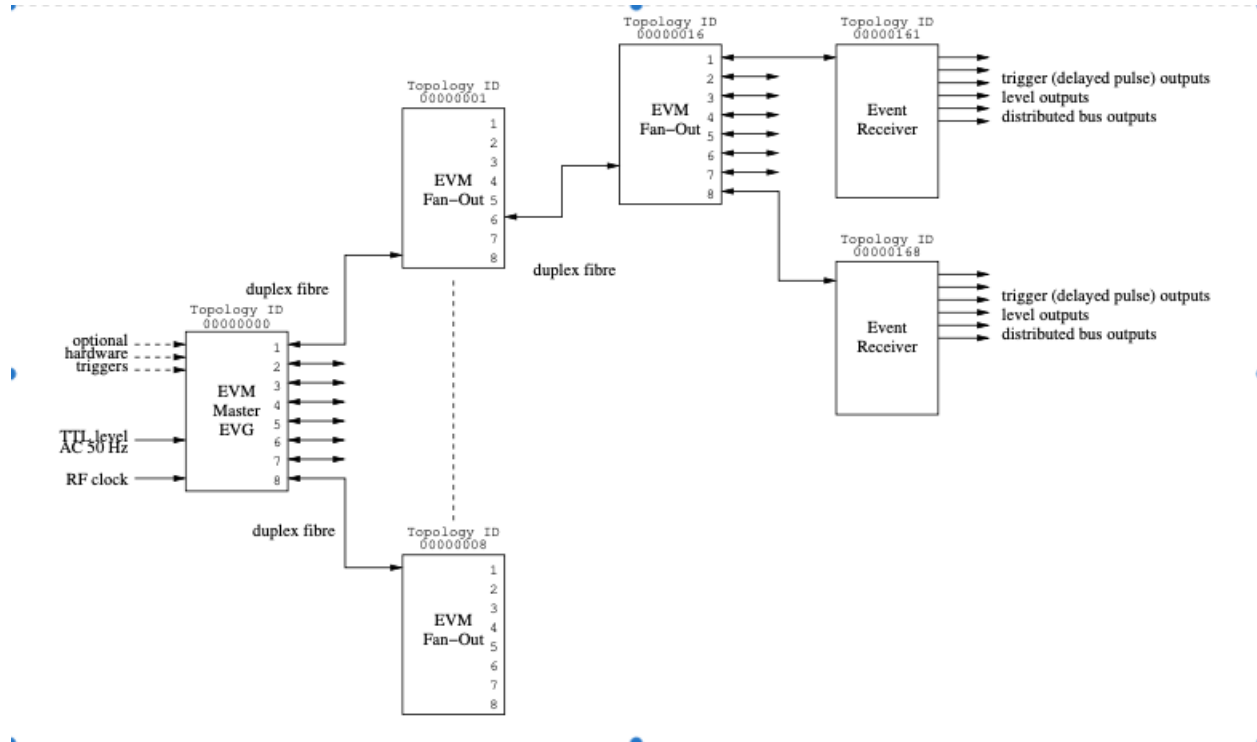 Topology ID
00000016
1
2
3
4
5
6
7
8
EVM
Fan-Out
Topology ID
00000161
Event
Receiver
trigger (delayed pulse) outputs
level outputs
distributed bus outputs
Topology ID
00000001
1
2
3
4
5
6
7
8
EVM
Fan-Out
duplex fibre
Topology ID
00000168
Event
Receiver
trigger (delayed pulse) outputs
level outputs
distributed bus outputs
duplex fibre
Topology ID
00000000
optional
hardware
triggers
TTL level
AC 50 Hz
RF clock
EVM
Master
EVG
1
2
3
4
5
6
7
8
duplex fibre
Topology ID
00000008
EVM
Fan-Out
1
2
3
4
5
6
7
8